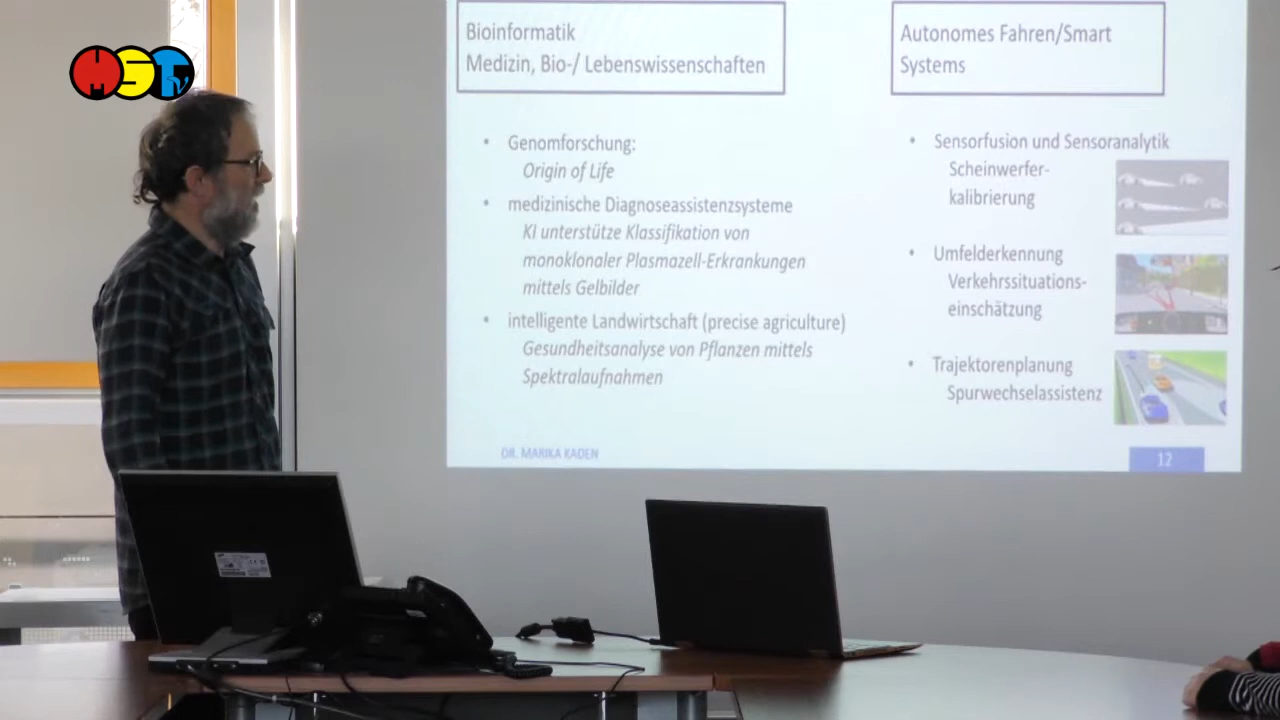 MSTV
Bioinformatik
Medizin, Bio-/ Lebenswissenschaften
• Genomforschung:
Origin of Life
• medizinische Diagnoseassistenzsysteme
KI unterstütze Klassifikation von
monoklonaler Plasmazell-Erkrankungen
mittels Gelbilder
• intelligente Landwirtschaft (precise agriculture)
Gesundheitsanalyse von Pflanzen mittels
Spektralaufnahmen
Autonomes Fahren/Smart
Systems
• Sensorfusion und Sensoranalytik
Scheinwerfer-
kalibrierung
• Umfelderkennung
Verkehrssituations-
einschätzung
• Trajektorenplanung
Spurwechselassistenz
DR. MARIKA KADEN
12